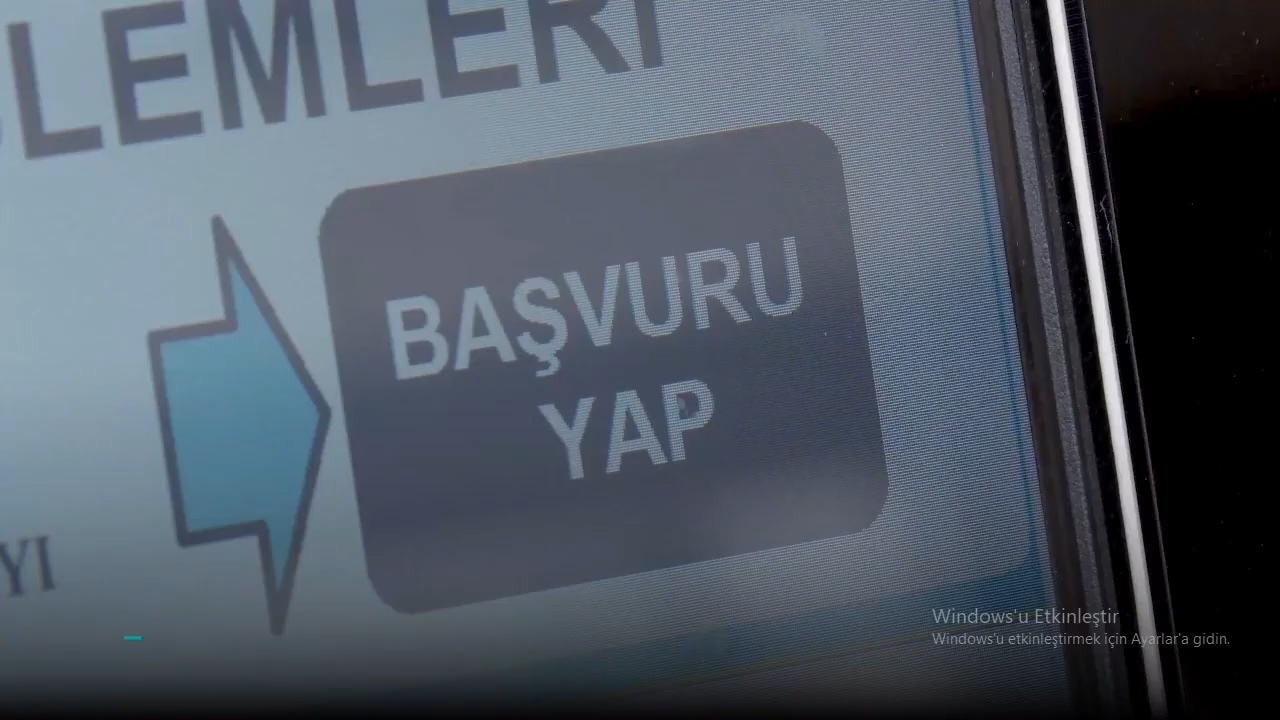 LEMLERİ
BAŞVURU
YAP
YI
Windows'u Etkinleştir
Windows'u etkinleştirmek için Ayarlar'a gidin.